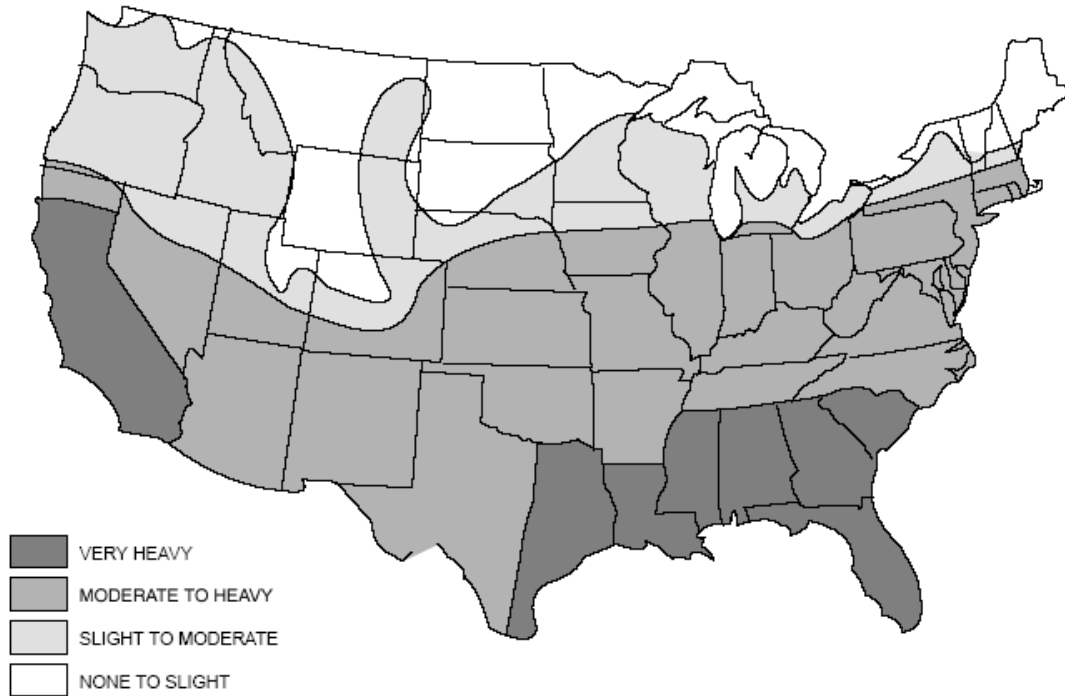 VERY HEAVY
MODERATE TO HEAVY
SLIGHT TO MODERATE
NONE TO SLIGHT